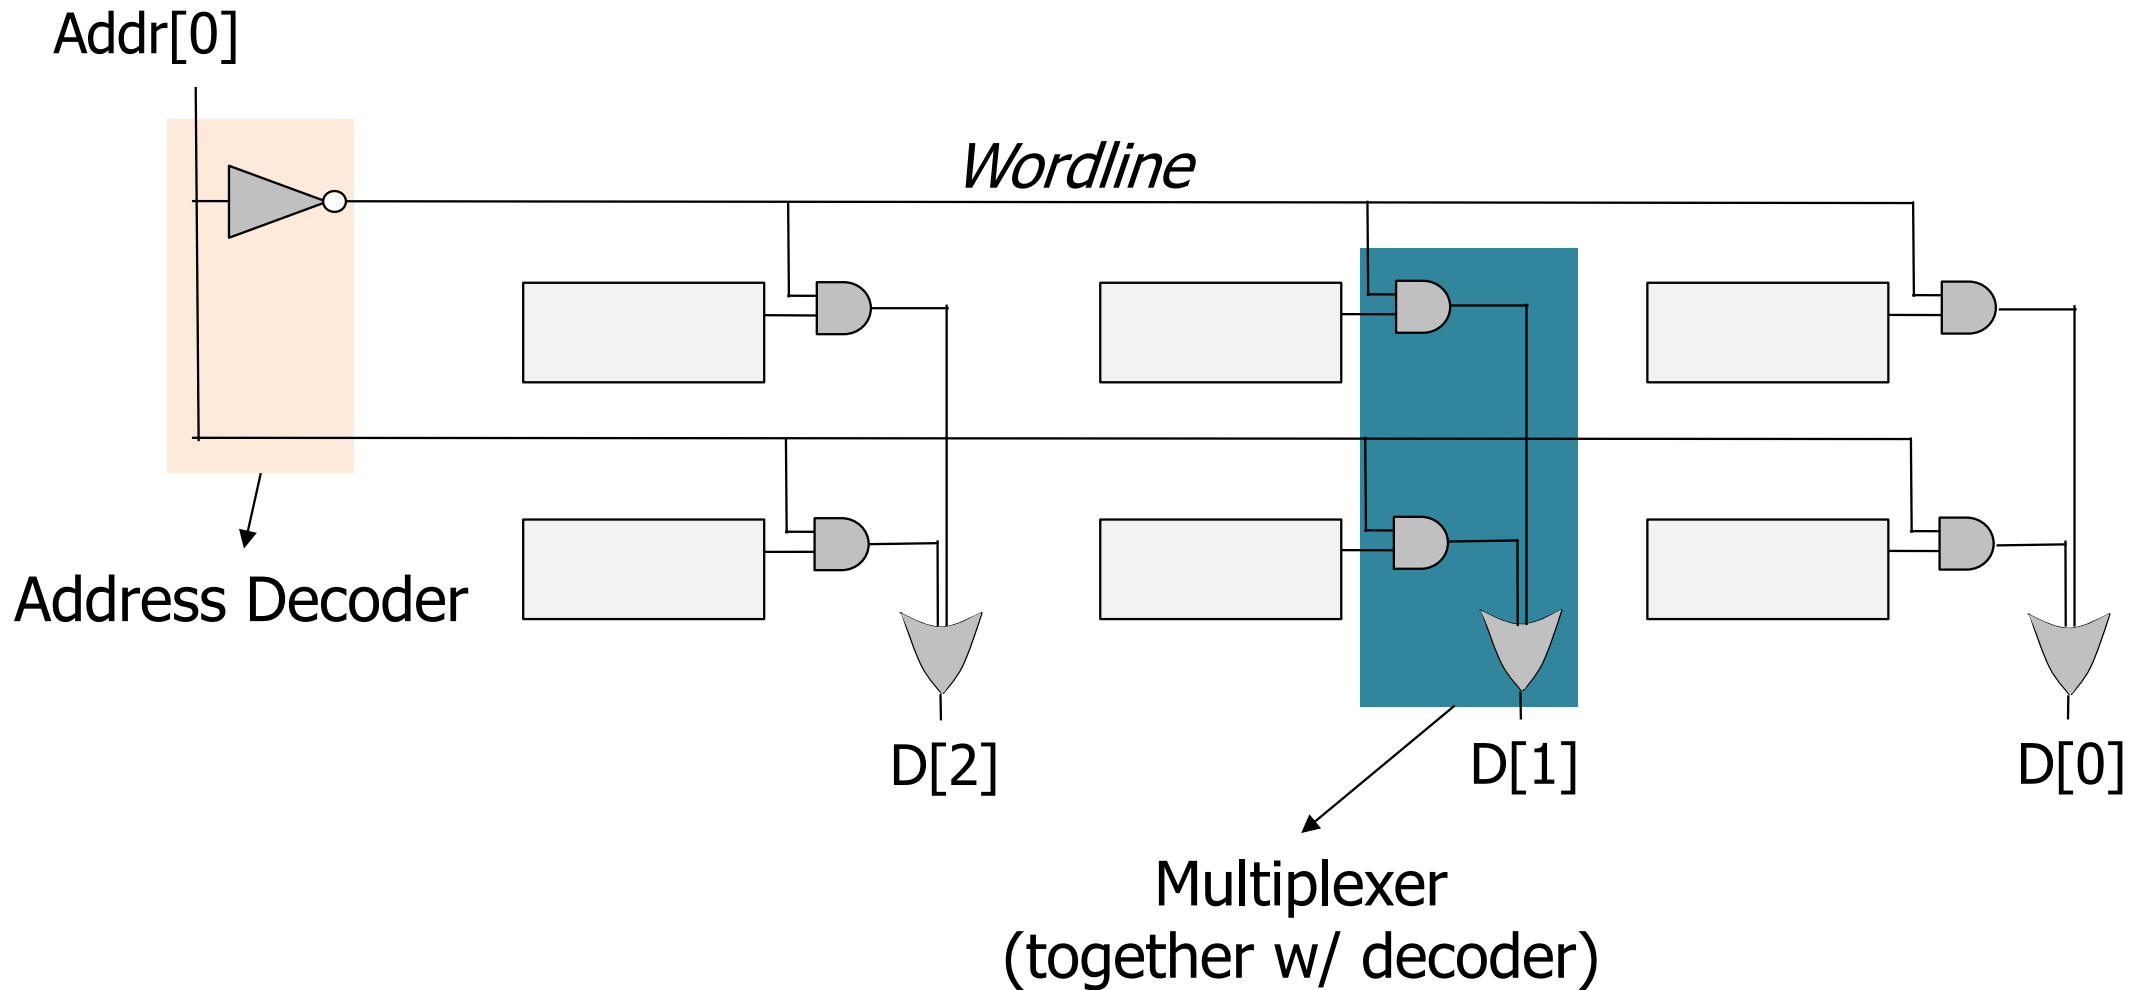 Addr[0]
Wordline
Address Decoder
D[2]
D[1]
D[0]
Multiplexer
(together w/ decoder)